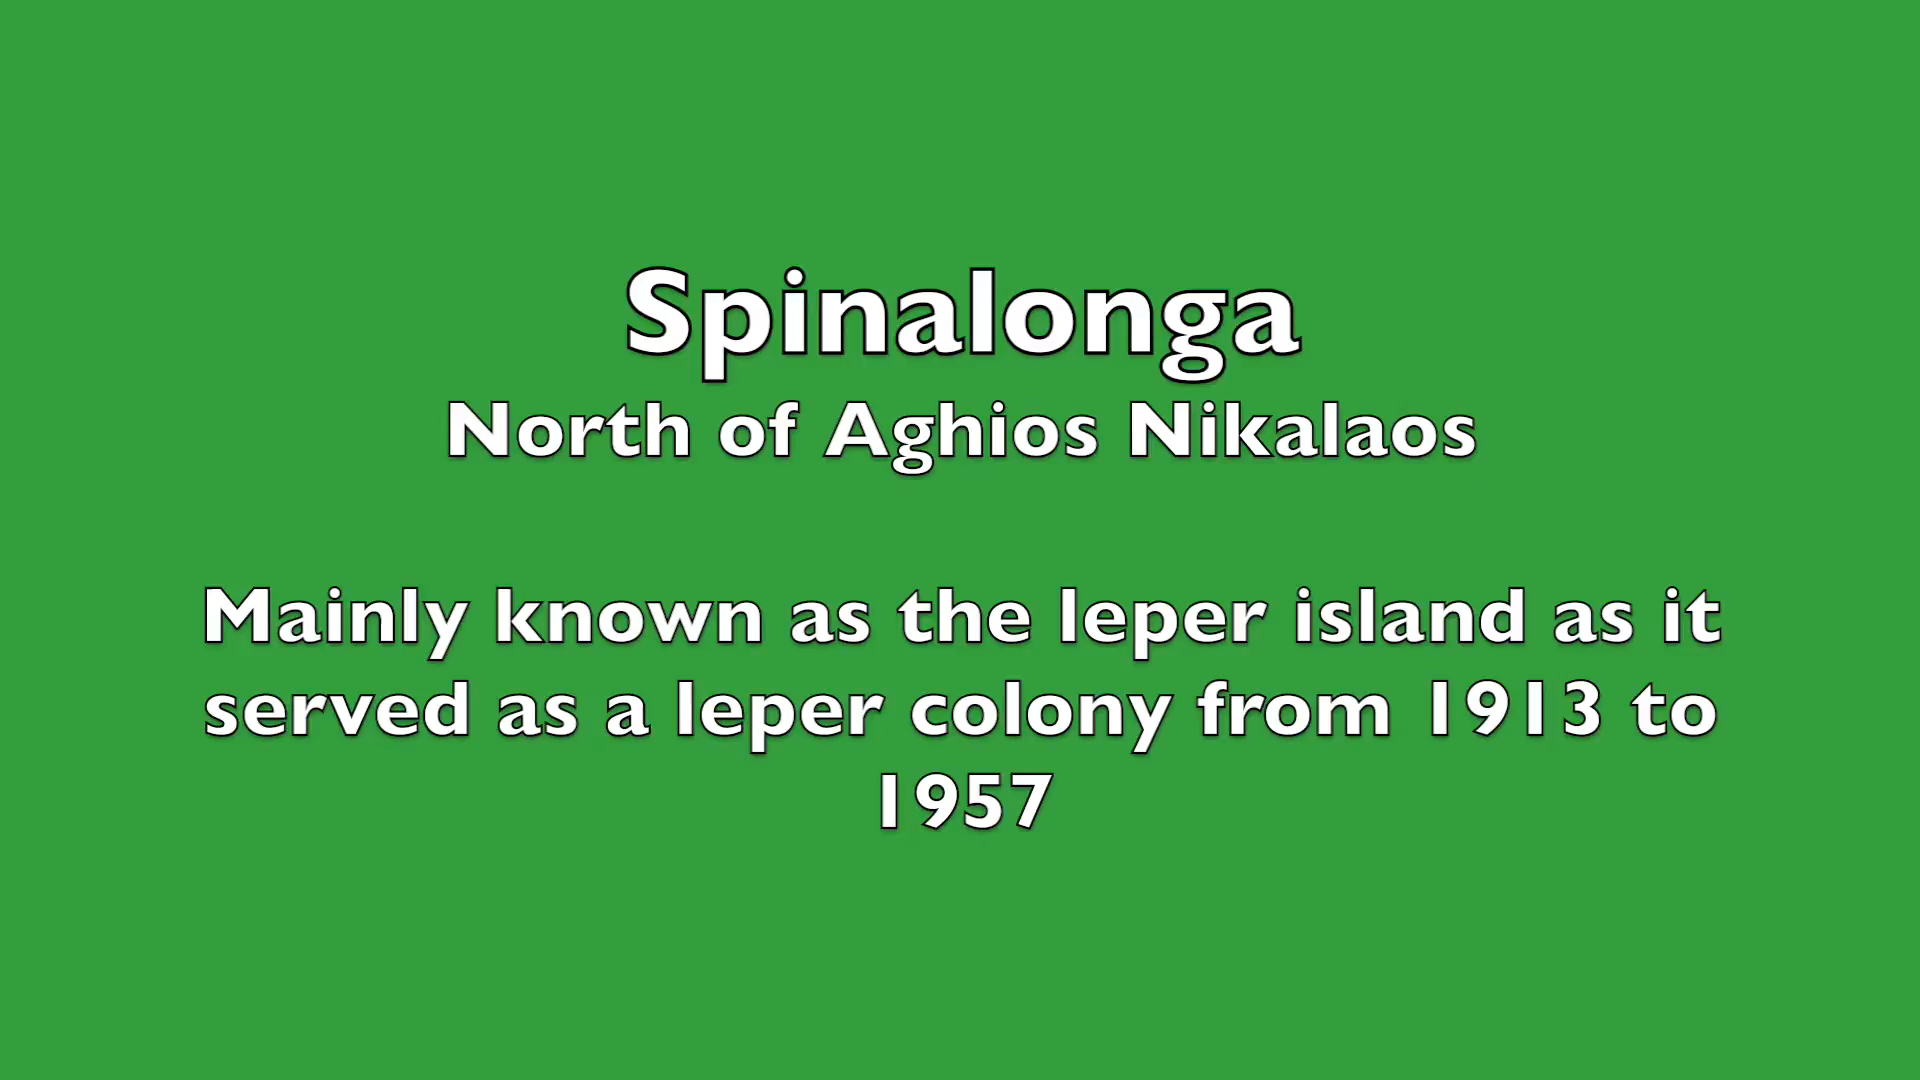 Spinalonga
North of Aghios Nikalaos
Mainly known as the leper island as it
served as a leper colony from 1913 to
1957